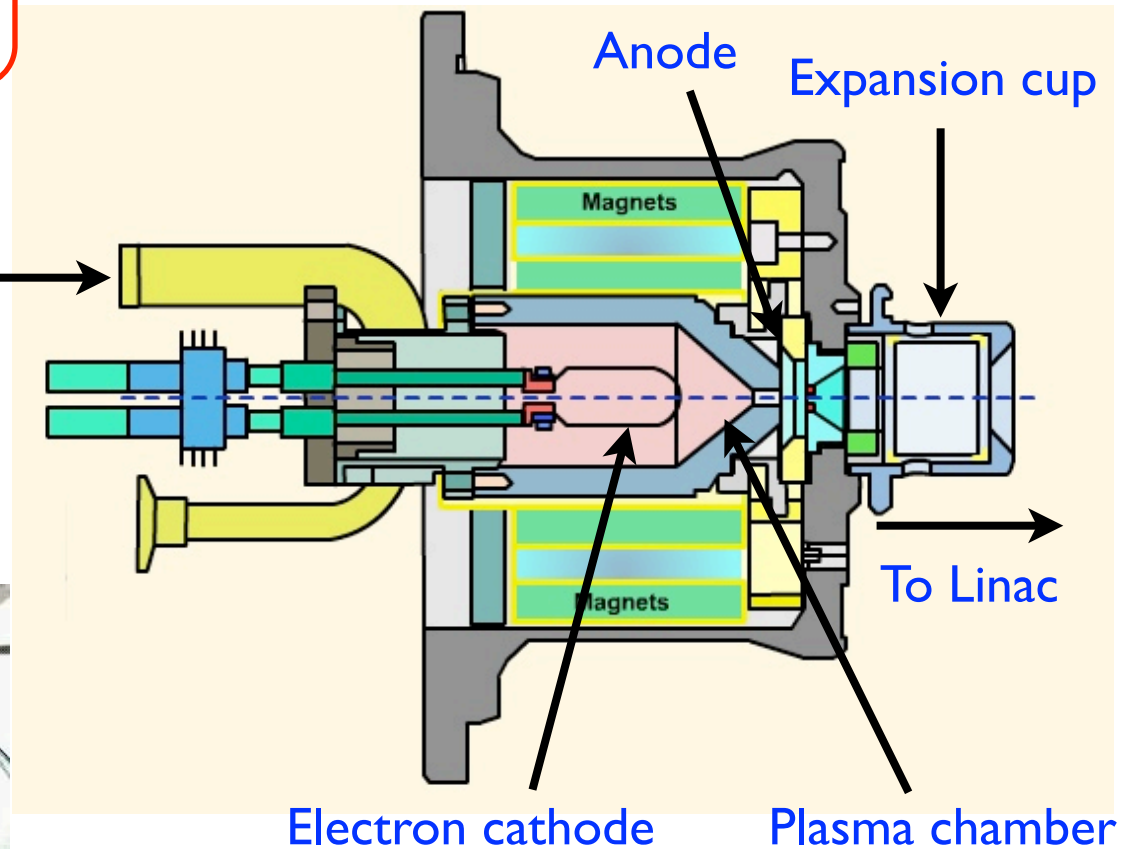 Anode
Expansion cup
Magnets
To Linac
Magnets
Electron cathode
Plasma chamber